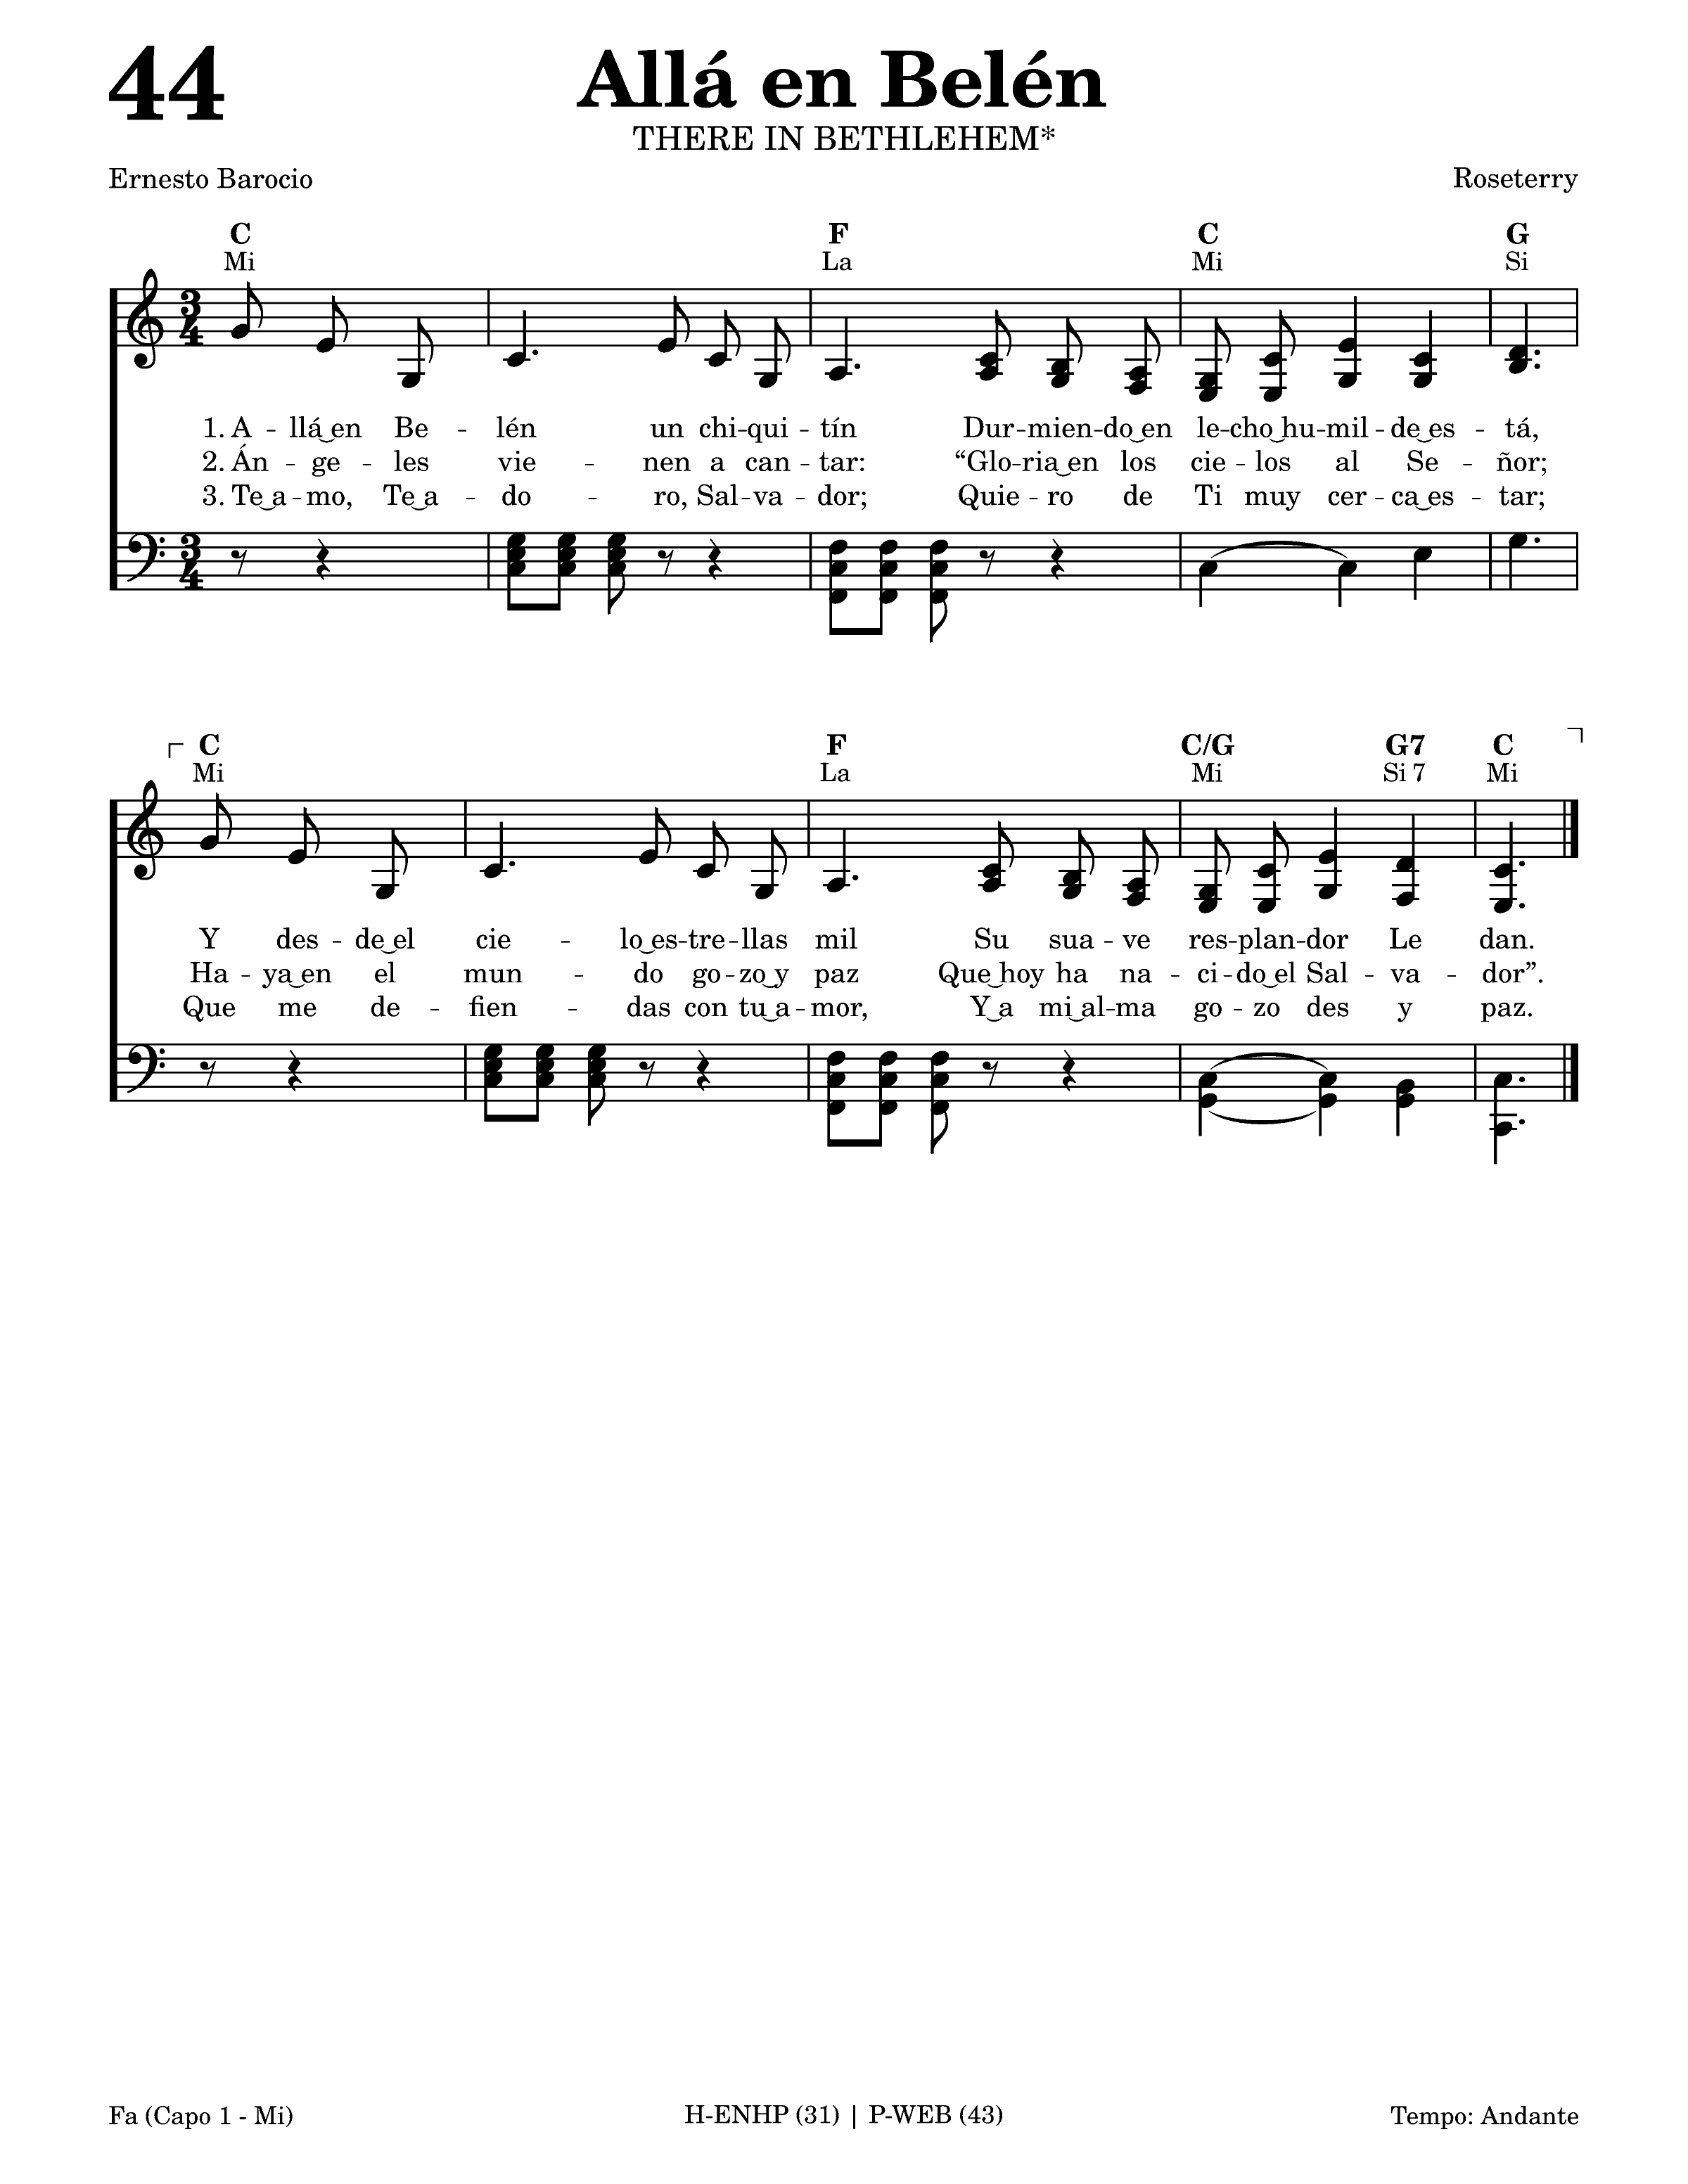 44
Allá en Belén
THERE IN BETHLEHEM*
Ernesto Barocio Roseterry
C F C G
Mi La Mi Si
1. A -- llá en Be -- lén un chi -- qui -- tín Dur -- mien -- do en le -- cho hu -- mil -- de es -- tá,
2. Án -- ge -- les vie -- nen a can -- tar: “Glo -- ria en los cie -- los al Se -- ñor;
3. Te a -- mo, Te a -- do -- ro, Sal -- va -- dor; Quie -- ro de Ti muy cer -- ca es -- tar;
C F C/G G7 C
Mi La Mi Si 7 Mi
Y des -- de el cie -- lo es -- tre -- llas mil Su sua -- ve res -- plan -- dor Le dan.
Ha -- ya en el mun -- do go -- zo y paz Que hoy ha na -- ci -- do el Sal -- va -- dor”.
Que me de -- fien -- das con tu a -- mor, Y a mi al -- ma go -- zo des y paz.
Fa (Capo 1 - Mi) H-ENHP (31) | P-WEB (43) Tempo: Andante